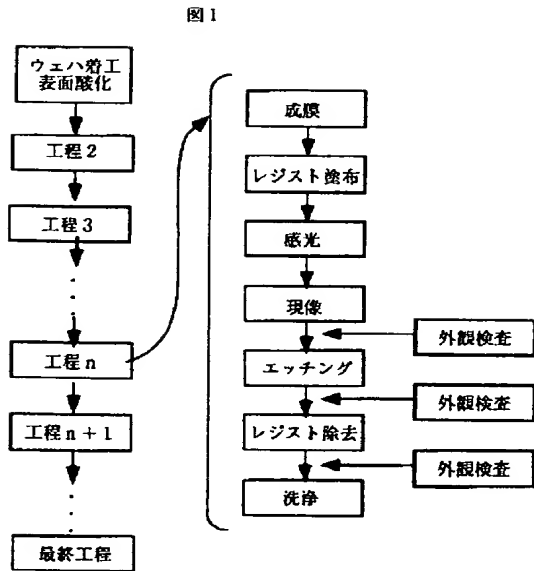 図1
ウェハ着工
表面酸化
工程2
工程3
工程n
工程n+1
最終工程
成膜
レジスト塗布
感光
現像
エッチング
レジスト除去
洗浄
外観検査
外観検査
外観検査